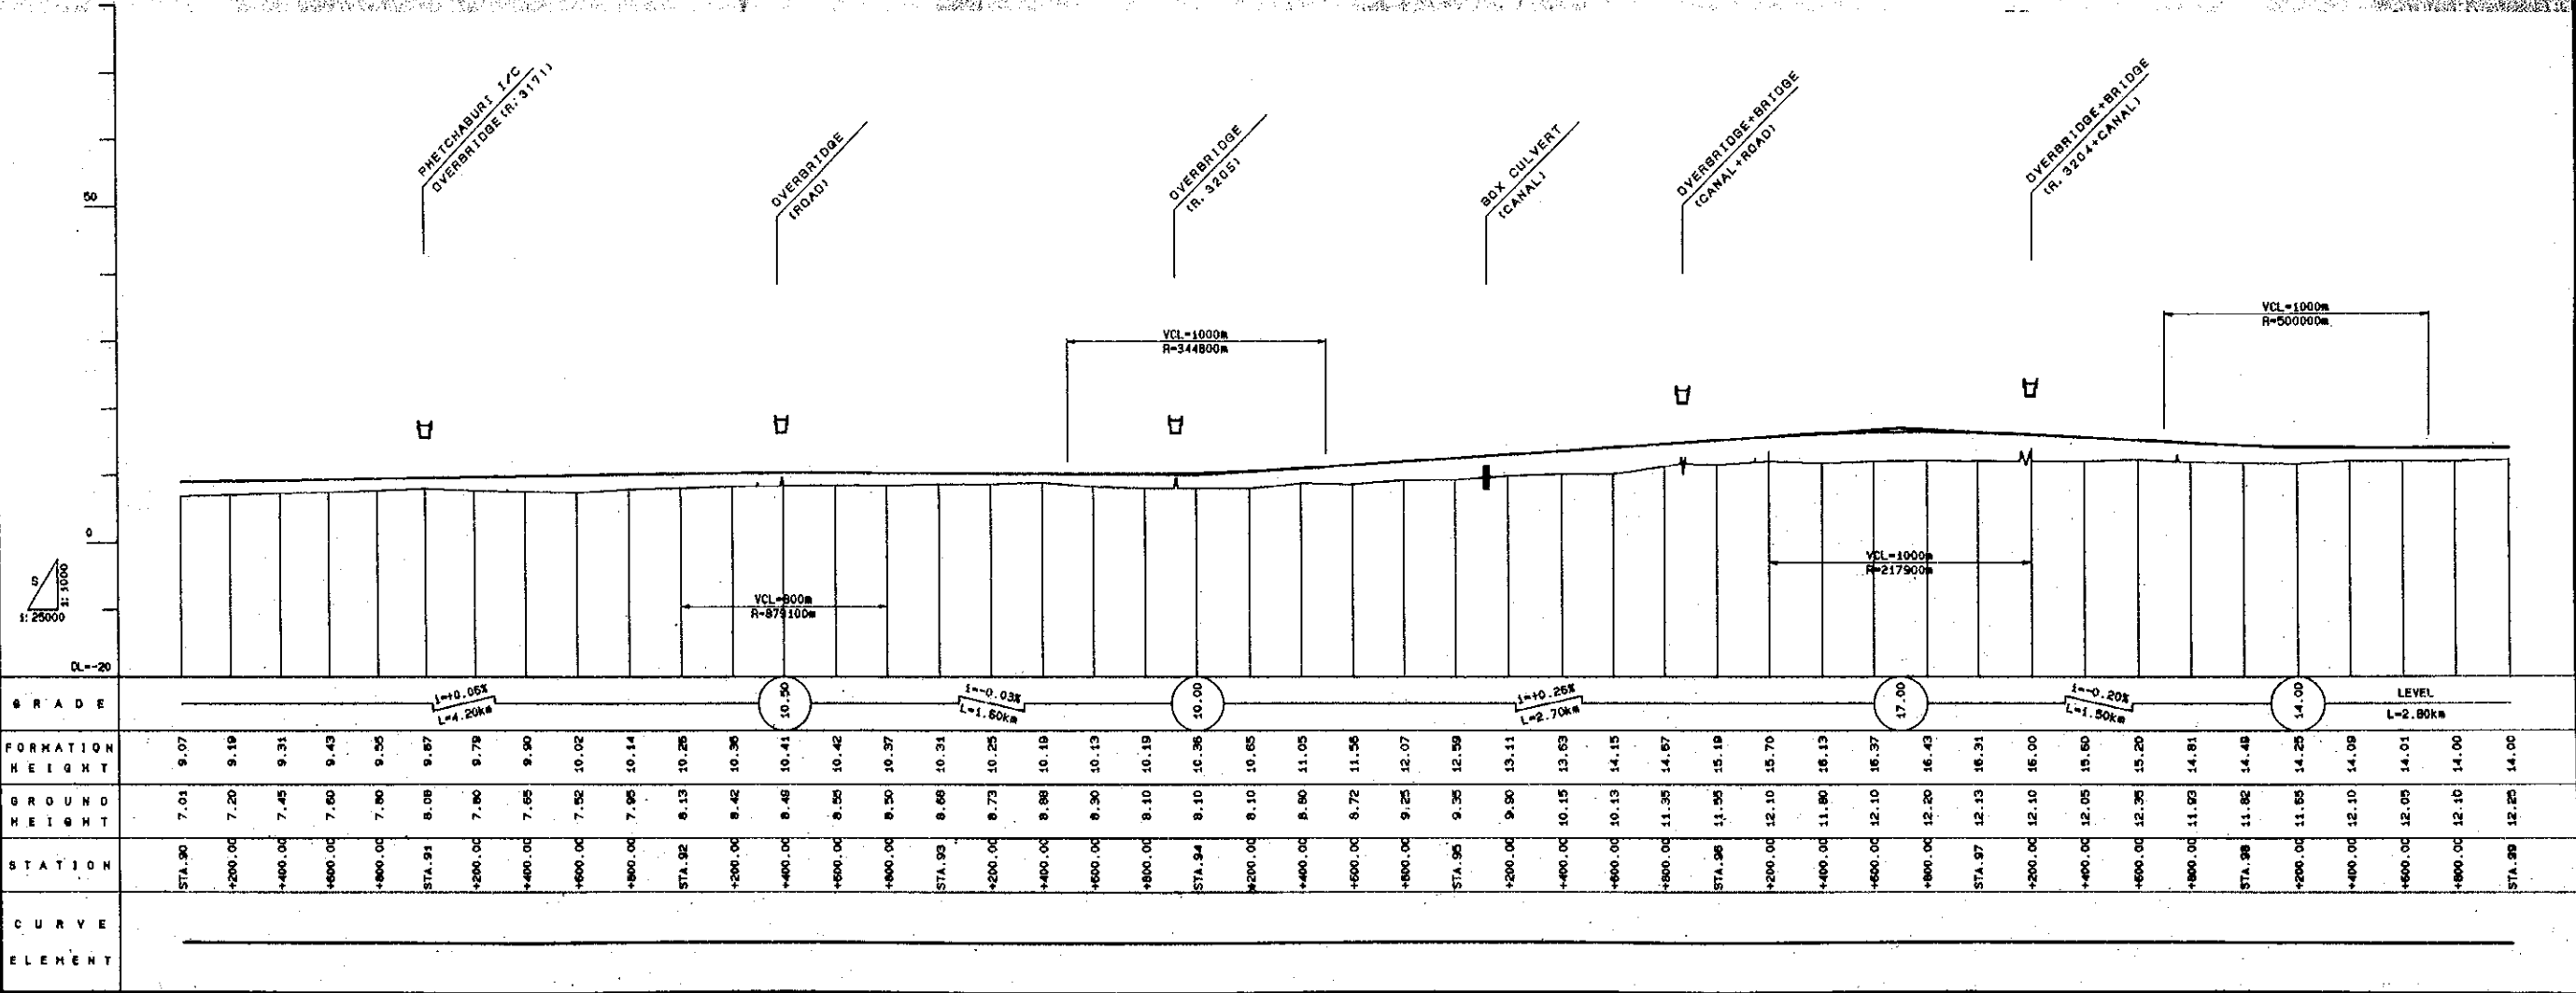 PHETCHABURI I/C
OVERBRIDGE (R. 3171)
OVERBRIDGE
(ROAD)
OVERBRIDGE
(R. 3205)
BOX CULVERT
(CANAL)
OVERBRIDGE+BRIDGE
(CANAL+ROAD)
OVERBRIDGE+BRIDGE
(R. 3204+CANAL)
50
0
DL=-20
S
1:1000
1:25000
VCL=1000m
R=344800m
VCL=1000m
R=500000m
VCL=1000m
R=217900m
VCL=800m
R=879100m
GRADE
i=+0.06%
L=4.20km
10.50
i=-0.03%
L=1.60km
10.00
i=+0.26%
L=2.70km
17.00
i=-0.20%
L=1.50km
14.00
LEVEL
L=2.80km
FORMATION HEIGHT
9.07 9.19 9.31 9.43 9.55 9.67 9.79 9.90 10.02 10.14 10.26 10.36 10.41 10.42 10.37 10.31 10.25 10.19 10.13 10.19 10.36 10.65 11.05 11.56 12.07 12.59 13.11 13.63 14.15 14.67 15.19 15.70 16.13 16.37 16.43 16.31 16.00 15.60 15.20 14.81 14.49 14.25 14.09 14.01 14.00 14.00
GROUND HEIGHT
7.01 7.20 7.45 7.60 7.80 8.08 7.80 7.65 7.52 7.95 8.13 8.42 8.49 8.55 8.50 8.68 8.73 8.88 8.30 8.10 8.10 8.10 8.80 8.72 9.25 9.35 9.90 10.15 10.13 11.35 11.55 12.10 11.80 12.10 12.20 12.13 12.10 12.05 12.35 11.93 11.82 11.65 12.10 12.05 12.10 12.25
STATION
STA.90 +200.00 +400.00 +600.00 +800.00 STA.91 +200.00 +400.00 +600.00 +800.00 STA.92 +200.00 +400.00 +600.00 +800.00 STA.93 +200.00 +400.00 +600.00 +800.00 STA.94 +200.00 +400.00 +600.00 +800.00 STA.95 +200.00 +400.00 +600.00 +800.00 STA.96 +200.00 +400.00 +600.00 +800.00 STA.97 +200.00 +400.00 +600.00 +800.00 STA.98 +200.00 +400.00 +600.00 +800.00 STA.99
CURVE
ELEMENT